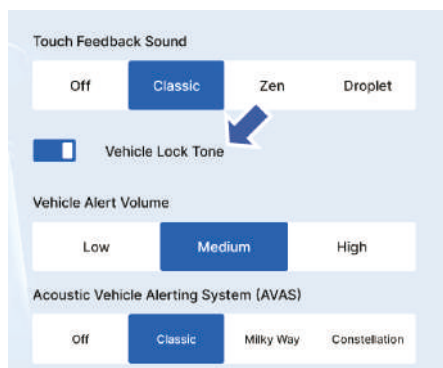 Touch Feedback Sound
Off Classic Zen Droplet
Vehicle Lock Tone
Vehicle Alert Volume
Low Medium High
Acoustic Vehicle Alerting System (AVAS)
Off Classic Milky Way Constellation